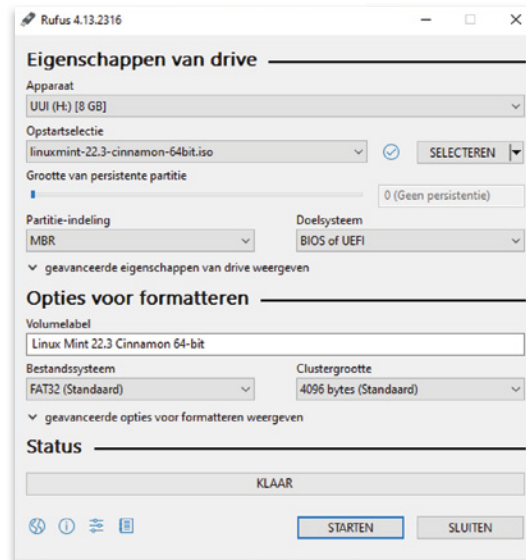 Rufus 4.13.2316
Eigenschappen van drive
Apparaat
UUI (H:) [8 GB]
Opstartselectie
linuxmint-22.3-cinnamon-64bit.iso
SELECTEREN
Grootte van persistente partitie
0 (Geen persistentie)
Partitie-indeling Doelsysteem
MBR BIOS of UEFI
geavanceerde eigenschappen van drive weergeven
Opties voor formatteren
Volumelabel
Linux Mint 22.3 Cinnamon 64-bit
Bestandssysteem Clustergrootte
FAT32 (Standaard) 4096 bytes (Standaard)
geavanceerde opties voor formatteren weergeven
Status
KLAAR
STARTEN SLUITEN